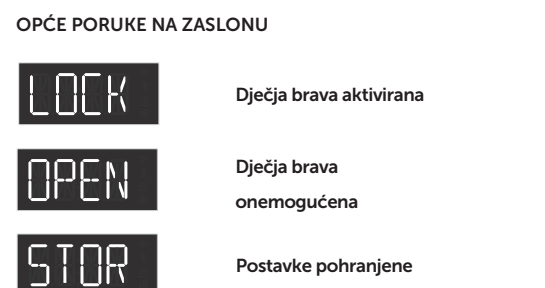 OPĆE PORUKE NA ZASLONU
LOCK
Dječja brava aktivirana
OPEN
Dječja brava
onemogućena
STOR
Postavke pohranjene